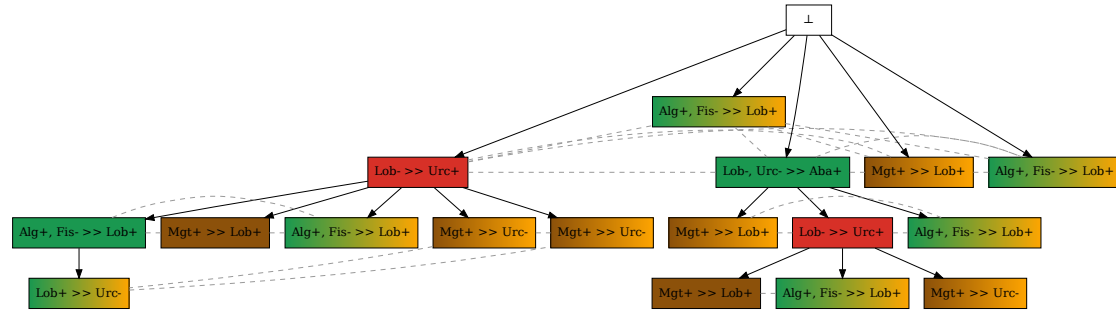 ⊥
Alg+, Fis- >> Lob+
Lob- >> Urc+
Lob-, Urc- >> Aba+
Mgt+ >> Lob+
Alg+, Fis- >> Lob+
Alg+, Fis- >> Lob+
Mgt+ >> Lob+
Alg+, Fis- >> Lob+
Mgt+ >> Urc-
Mgt+ >> Urc-
Mgt+ >> Lob+
Lob- >> Urc+
Alg+, Fis- >> Lob+
Lob+ >> Urc-
Mgt+ >> Lob+
Alg+, Fis- >> Lob+
Mgt+ >> Urc-